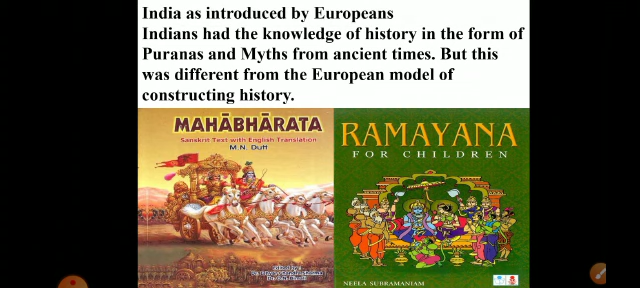 India as introduced by Europeans
Indians had the knowledge of history in the form of
Puranas and Myths from ancient times. But this
was different from the European model of
constructing history.
MAHĀBHĀRATA
Sanskrit Text with English Translation
M.N. Dutt
RAMAYANA
FOR CHILDREN
NEELA SUBRAMANIAM